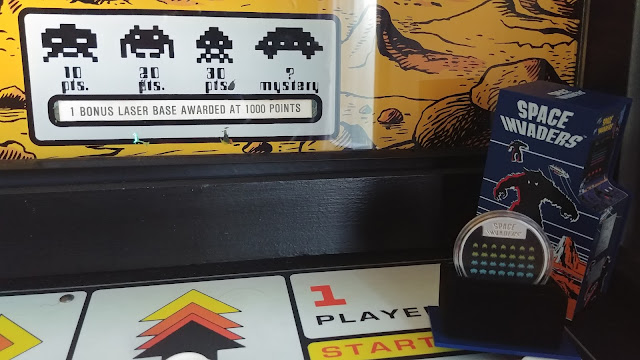 10 20 30 ?
pts. pts. pts. mystery
1 BONUS LASER BASE AWARDED AT 1000 POINTS
SPACE
INVADERS
SPACE
INVADERS
1
PLAYER
START